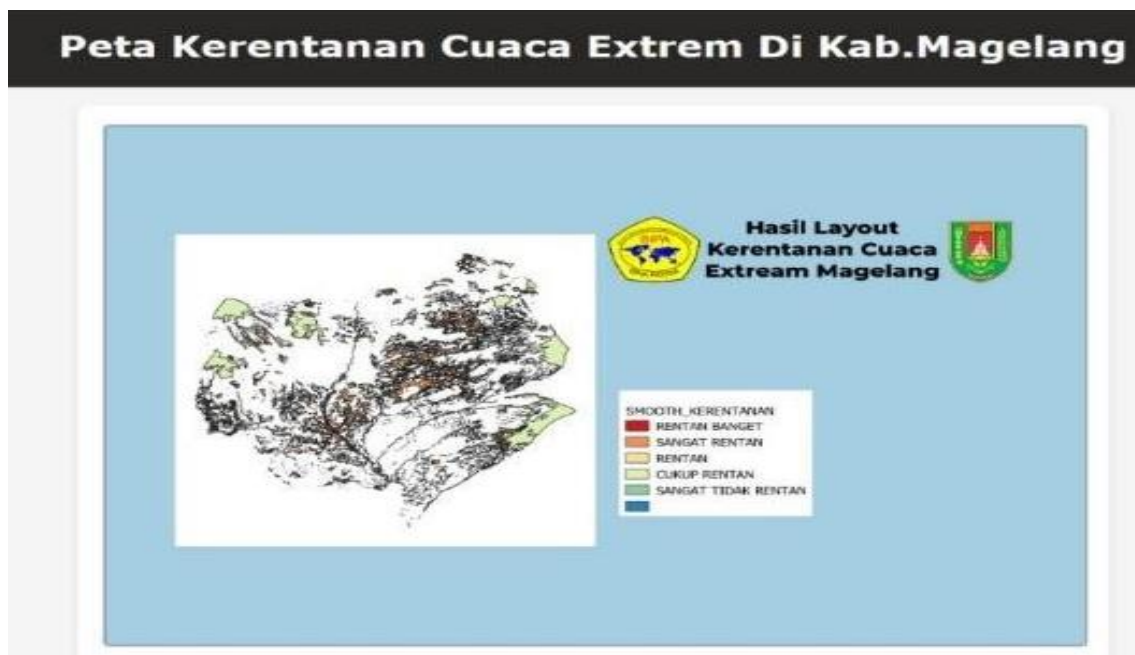 Peta Kerentanan Cuaca Extrem Di Kab.Magelang
Hasil Layout
Kerentanan Cuaca
Extream Magelang
SMOOTH_KERENTANAN
RENTAN BANGET
SANGAT RENTAN
RENTAN
CUKUP RENTAN
SANGAT TIDAK RENTAN